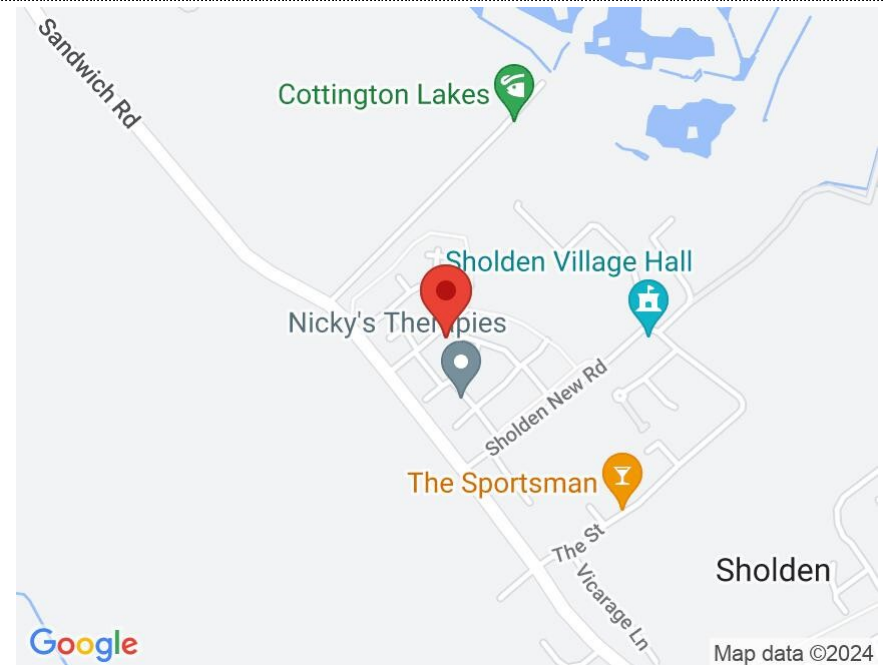 Sandwich Rd
Cottington Lakes
Sholden Village Hall
Nicky's Therapies
Sholden New Rd
The Sportsman
The St
Sholden
Vicarage Ln
Google
Map data ©2024